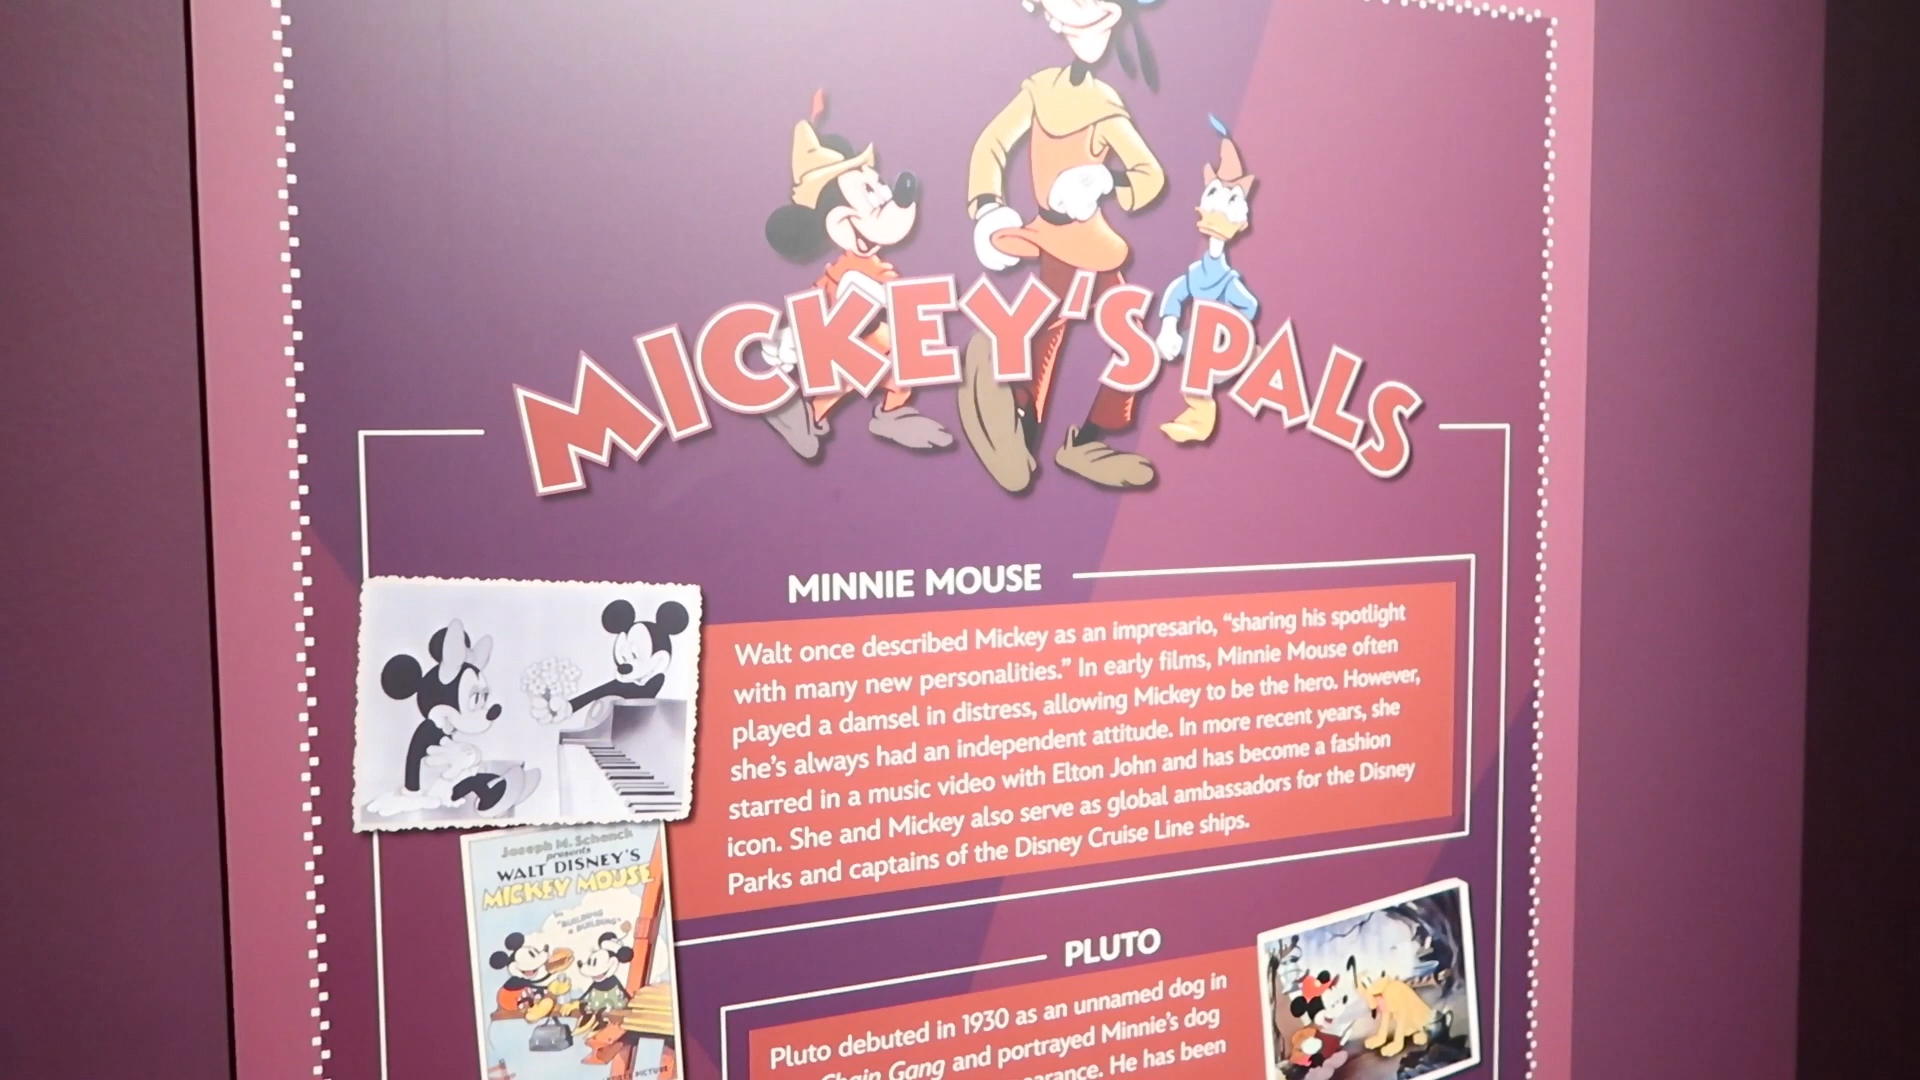 MICKEY'S PALS
MINNIE MOUSE
Walt once described Mickey as an impresario, “sharing his spotlight
with many new personalities.” In early films, Minnie Mouse often
played a damsel in distress, allowing Mickey to be the hero. However,
she’s always had an independent attitude. In more recent years, she
starred in a music video with Elton John and has become a fashion
icon. She and Mickey also serve as global ambassadors for the Disney
Parks and captains of the Disney Cruise Line ships.
Joseph M. Schenck
presents
WALT DISNEY'S
MICKEY MOUSE
in
"BUILDING
A BUILDING"
PICTURE
PLUTO
Pluto debuted in 1930 as an unnamed dog in
Chain Gang and portrayed Minnie’s dog
He has been